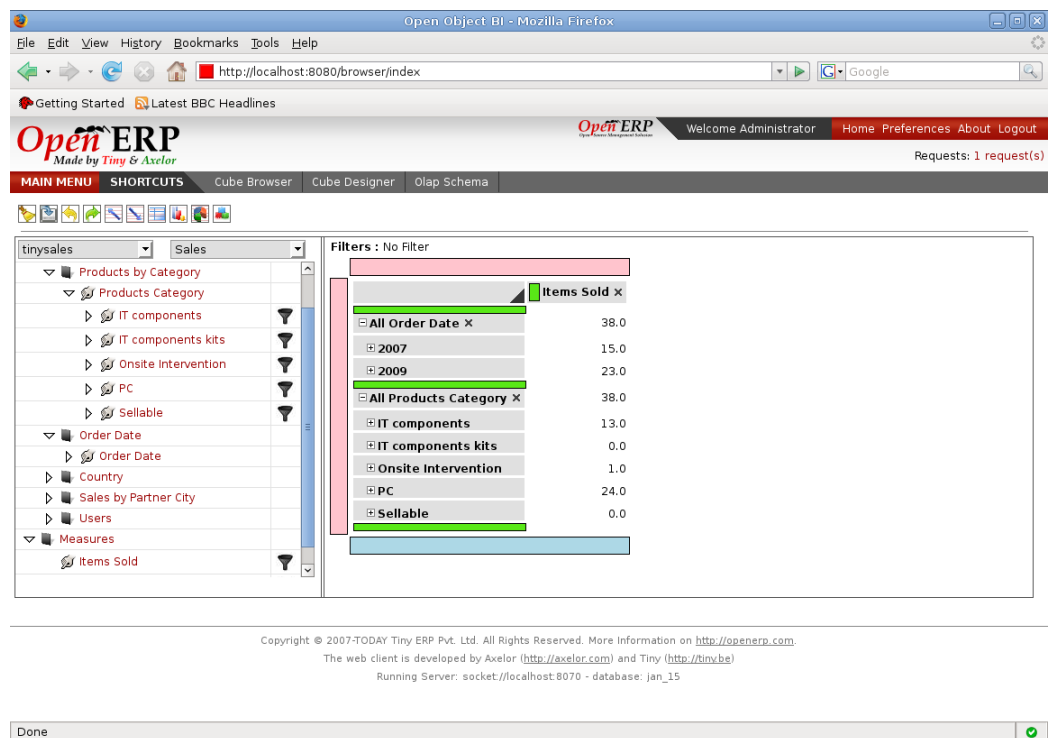 Open Object BI - Mozilla Firefox
File Edit View History Bookmarks Tools Help
http://localhost:8080/browser/index
G Google
Getting Started Latest BBC Headlines
Open ERP
Made by Tiny & Axelor
Open ERP
Welcome Administrator
Home Preferences About Logout
Requests: 1 request(s)
MAIN MENU SHORTCUTS Cube Browser Cube Designer Olap Schema
tinysales Sales
Products by Category
Products Category
IT components
IT components kits
Onsite Intervention
PC
Sellable
Order Date
Order Date
Country
Sales by Partner City
Users
Measures
Items Sold
Filters : No Filter
Items Sold ×
All Order Date × 38.0
2007 15.0
2009 23.0
All Products Category × 38.0
IT components 13.0
IT components kits 0.0
Onsite Intervention 1.0
PC 24.0
Sellable 0.0
Copyright © 2007-TODAY Tiny ERP Pvt. Ltd. All Rights Reserved. More Information on http://openerp.com.
The web client is developed by Axelor (http://axelor.com) and Tiny (http://tiny.be)
Running Server: socket://localhost:8070 - database: jan_15
Done